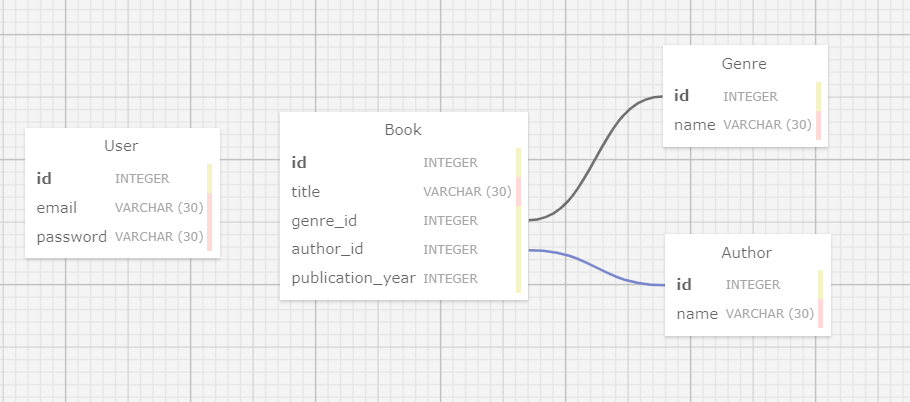 User
id INTEGER
email VARCHAR (30)
password VARCHAR (30)
Book
id INTEGER
title VARCHAR (30)
genre_id INTEGER
author_id INTEGER
publication_year INTEGER
Genre
id INTEGER
name VARCHAR (30)
Author
id INTEGER
name VARCHAR (30)